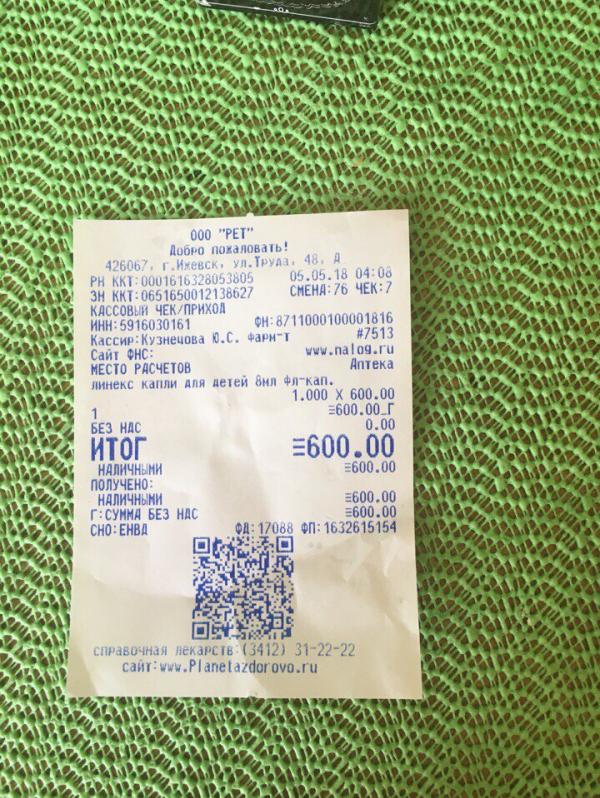 ООО "РЕТ"
Добро пожаловать!
426067, г.Ижевск, ул.Труда, 48, Д
РН ККТ:0001616328053805 05.05.18 04:08
ЗН ККТ:0651650012138627 СМЕНА:76 ЧЕК:7
КАССОВЫЙ ЧЕК/ПРИХОД
ИНН:5916030161 ФН:8711000100001816
Кассир:Кузнецова Ю.С. фарм-т #7513
Сайт ФНС: www.nalog.ru
МЕСТО РАСЧЕТОВ Аптека
линекс капли для детей 8мл фл-кап.
1.000 X 600.00
1 ≡600.00_Г
БЕЗ НДС 0.00
ИТОГ ≡600.00
НАЛИЧНЫМИ ≡600.00
ПОЛУЧЕНО:
НАЛИЧНЫМИ ≡600.00
Г:СУММА БЕЗ НДС ≡600.00
СНО:ЕНВД ФД:17088 ФП:1632615154
справочная лекарств:(3412) 31-22-22
сайт:www.Planetazdorovo.ru